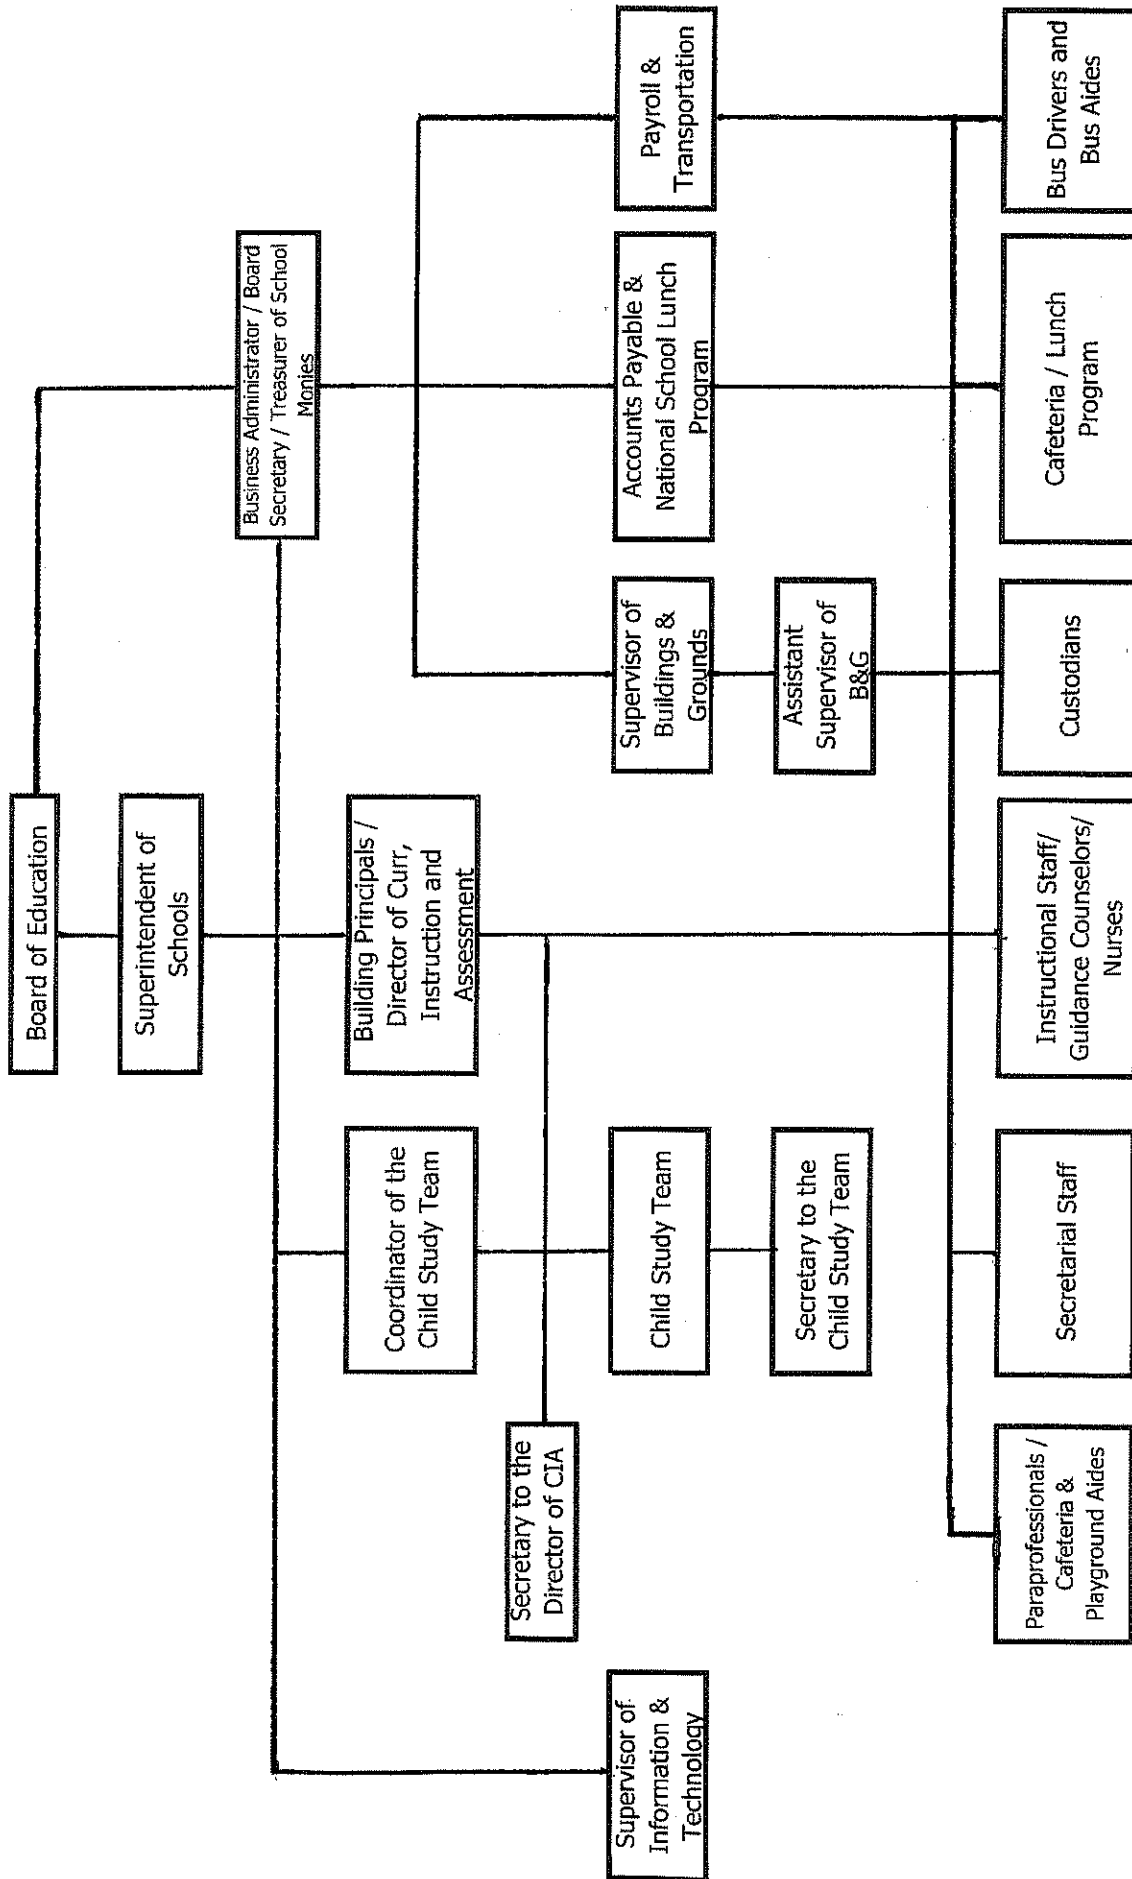 Board of Education
Superintendent of
Schools
Business Administrator / Board
Secretary / Treasurer of School
Monies
Building Principals /
Director of Curr,
Instruction and
Assessment
Coordinator of the
Child Study Team
Secretary to the
Director of CIA
Supervisor of
Information &
Technology
Child Study Team
Supervisor of
Buildings &
Grounds
Accounts Payable &
National School Lunch
Program
Payroll &
Transportation
Secretary to the
Child Study Team
Assistant
Supervisor of
B&G
Paraprofessionals /
Cafeteria &
Playground Aides
Secretarial Staff
Instructional Staff/
Guidance Counselors/
Nurses
Custodians
Cafeteria / Lunch
Program
Bus Drivers and
Bus Aides